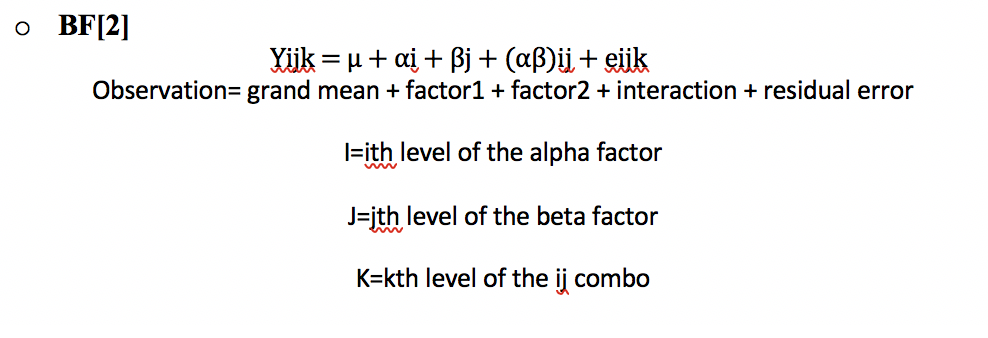 ○ BF[2]
Yijk = μ + αi + βj + (αβ)ij + eijk
Observation= grand mean + factor1 + factor2 + interaction + residual error
I=ith level of the alpha factor
J=jth level of the beta factor
K=kth level of the ij combo